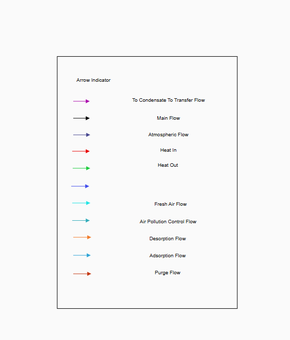 Arrow Indicator
To Condensate To Transfer Flow
Main Flow
Atmospheric Flow
Heat in
Heat Out
Fresh Air Flow
Air Pollution Control Flow
Desorption Flow
Adsorption Flow
Purge Flow